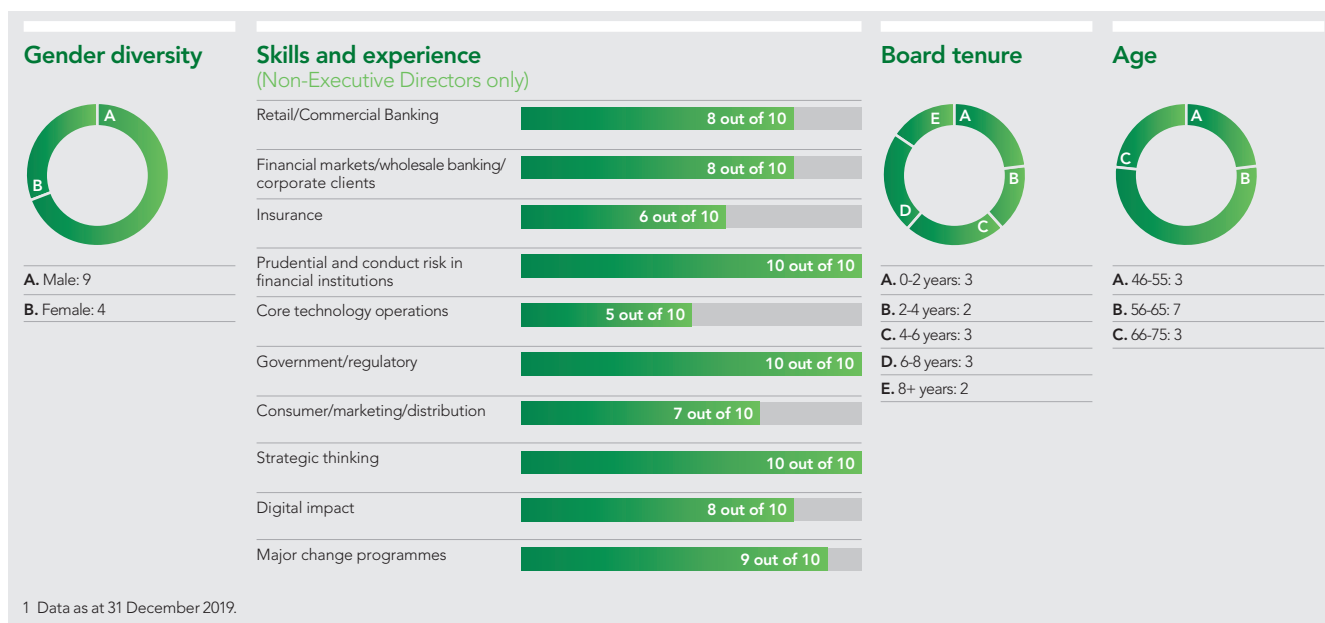 Gender diversity
A
B
A. Male: 9
B. Female: 4
Skills and experience
(Non-Executive Directors only)
Retail/Commercial Banking
8 out of 10
Financial markets/wholesale banking/
corporate clients
8 out of 10
Insurance
6 out of 10
Prudential and conduct risk in
financial institutions
10 out of 10
Core technology operations
5 out of 10
Government/regulatory
10 out of 10
Consumer/marketing/distribution
7 out of 10
Strategic thinking
10 out of 10
Digital impact
8 out of 10
Major change programmes
9 out of 10
Board tenure
E
A
B
D
C
A. 0-2 years: 3
B. 2-4 years: 2
C. 4-6 years: 3
D. 6-8 years: 3
E. 8+ years: 2
Age
A
C
B
A. 46-55: 3
B. 56-65: 7
C. 66-75: 3
1 Data as at 31 December 2019.